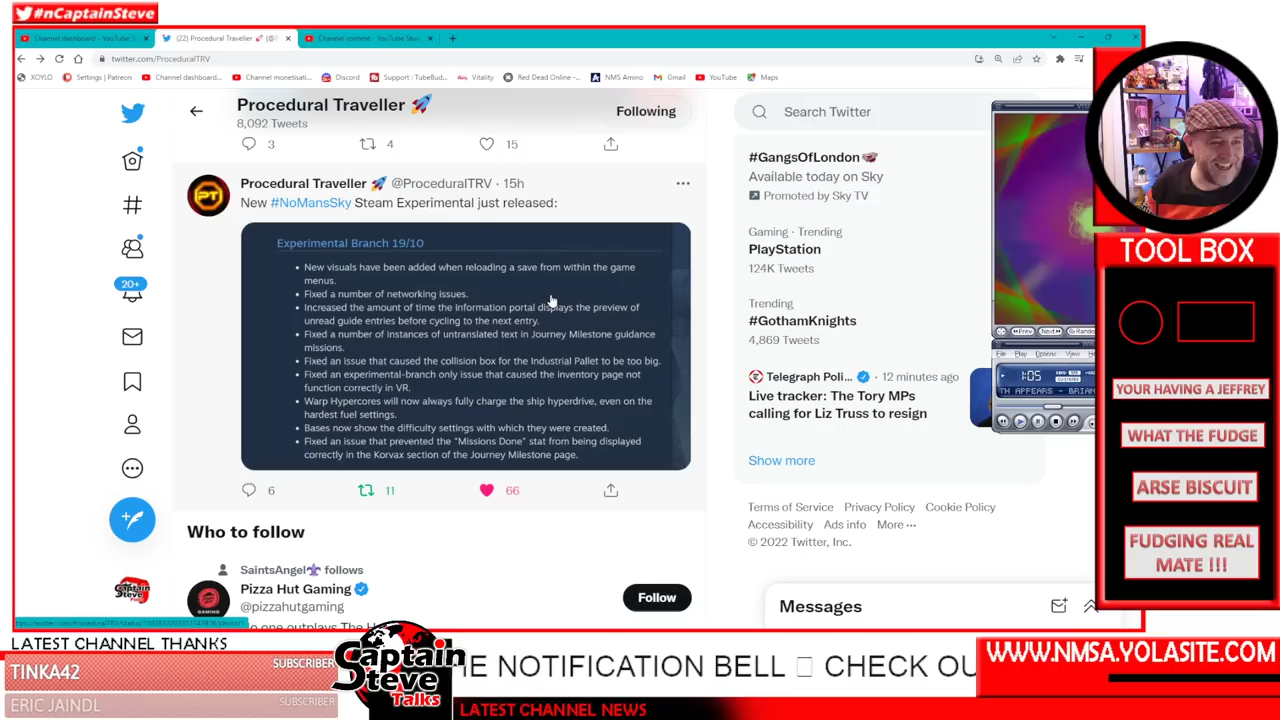 #nCaptainSteve
Channel dashboard - YouTube S
(22) Procedural Traveller 🚀 (@
Channel content - YouTube Stu
twitter.com/ProceduralTRV
XOYLO
Settings | Patreon
Channel dashboard...
Channel monetisati...
Discord
Support : TubeBud...
Vitality
Red Dead Online -...
NMS Amino
Gmail
YouTube
Maps
Procedural Traveller 🚀
8,092 Tweets
Following
Search Twitter
3
4
15
#GangsOfLondon
Available today on Sky
Promoted by Sky TV
Procedural Traveller 🚀 @ProceduralTRV · 15h
New #NoMansSky Steam Experimental just released:
Experimental Branch 19/10
• New visuals have been added when reloading a save from within the game
menus.
• Fixed a number of networking issues.
• Increased the amount of time the information portal displays the preview of
unread guide entries before cycling to the next entry.
• Fixed a number of instances of untranslated text in Journey Milestone guidance
missions.
• Fixed an issue that caused the collision box for the Industrial Pallet to be too big.
• Fixed an experimental-branch only issue that caused the inventory page not
function correctly in VR.
• Warp Hypercores will now always fully charge the ship hyperdrive, even on the
hardest fuel settings.
• Bases now show the difficulty settings with which they were created.
• Fixed an issue that prevented the "Missions Done" stat from being displayed
correctly in the Korvax section of the Journey Milestone page.
6
11
66
20+
Gaming · Trending
PlayStation
124K Tweets
Trending
#GothamKnights
4,869 Tweets
Telegraph Poli... · 12 minutes ago
Live tracker: The Tory MPs
calling for Liz Truss to resign
Show more
Terms of Service Privacy Policy Cookie Policy
Accessibility Ads info More ···
© 2022 Twitter, Inc.
Who to follow
SaintsAngel follows
Pizza Hut Gaming
@pizzahutgaming
Follow
Messages
Prev
Next
File Play Options View
1:05
TH APPEARS - BRIAN
TOOL BOX
YOUR HAVING A JEFFREY
WHAT THE FUDGE
ARSE BISCUIT
FUDGING REAL
MATE !!!
LATEST CHANNEL THANKS
TINKA42
SUBSCRIBER
ERIC JAINDL
SUBSCRIBER
Captain
Steve
Talks
HE NOTIFICATION BELL CHECK OU
LATEST CHANNEL NEWS
WWW.NMSA.YOLASITE.COM